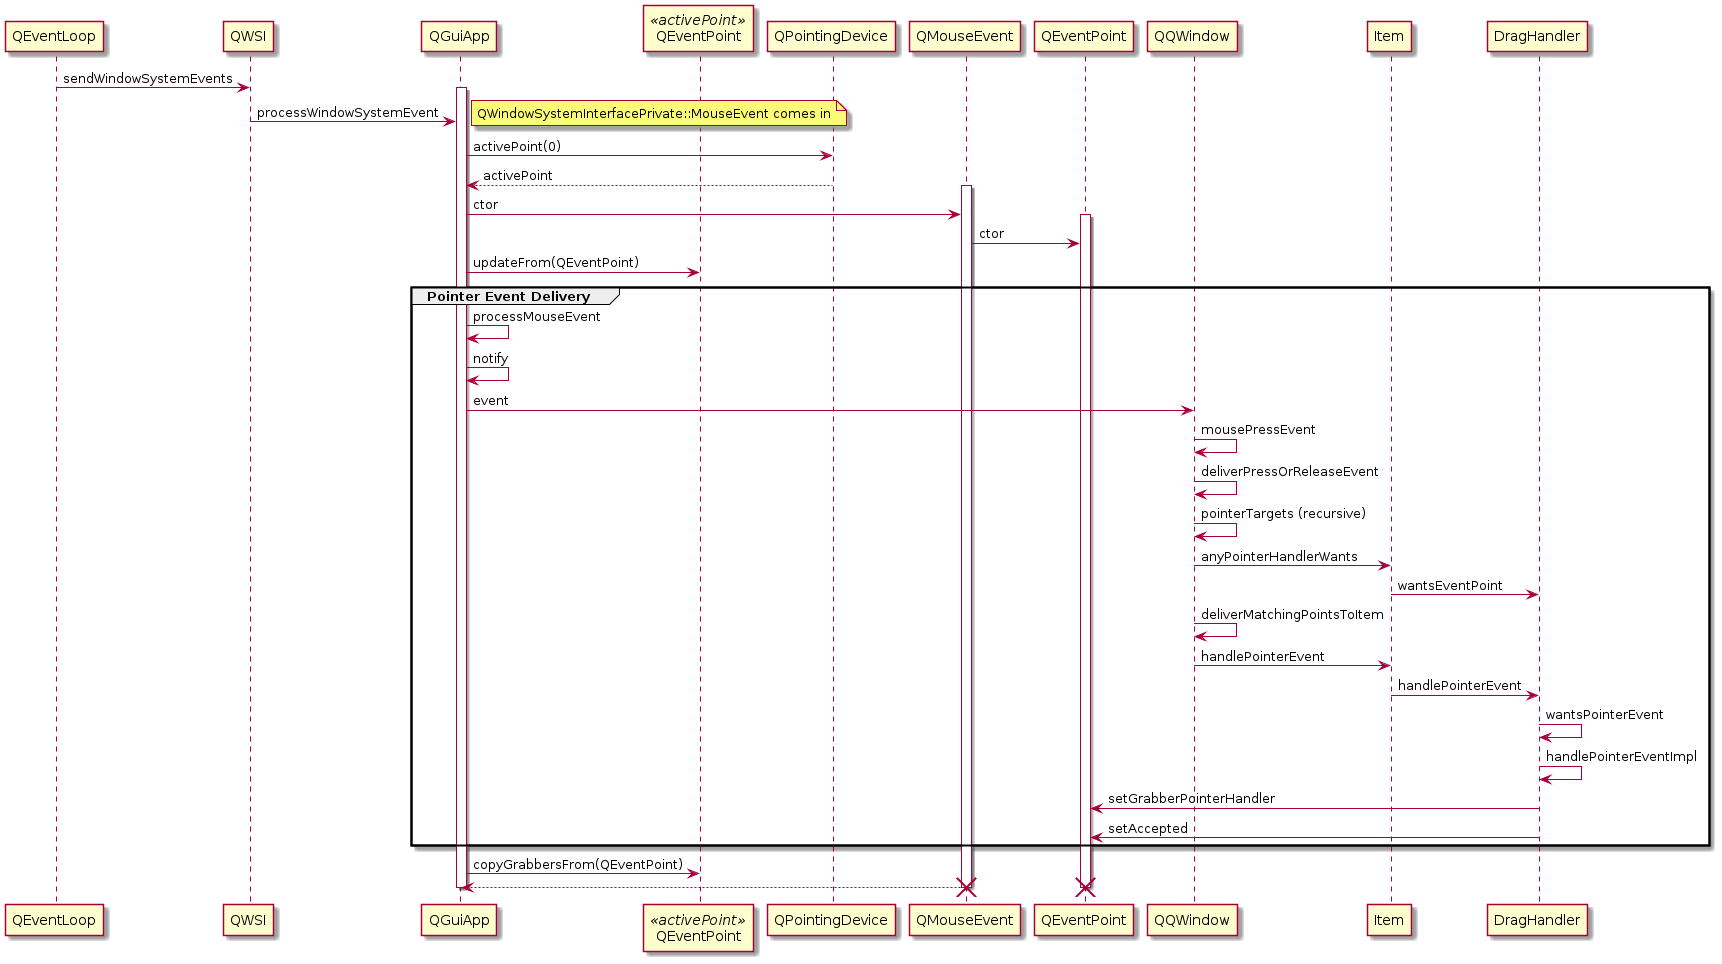 «activePoint»
QEventLoop QWSI QGuiApp QEventPoint QPointingDevice QMouseEvent QEventPoint QQWindow Item DragHandler
sendWindowSystemEvents
processWindowSystemEvent
QWindowSystemInterfacePrivate::MouseEvent comes in
activePoint(0)
activePoint
ctor
ctor
updateFrom(QEventPoint)
Pointer Event Delivery
processMouseEvent
notify
event
mousePressEvent
deliverPressOrReleaseEvent
pointerTargets (recursive)
anyPointerHandlerWants
wantsEventPoint
deliverMatchingPointsToItem
handlePointerEvent
handlePointerEvent
wantsPointerEvent
handlePointerEventImpl
setGrabberPointerHandler
setAccepted
copyGrabbersFrom(QEventPoint)
«activePoint»
QEventLoop QWSI QGuiApp QEventPoint QPointingDevice QMouseEvent QEventPoint QQWindow Item DragHandler